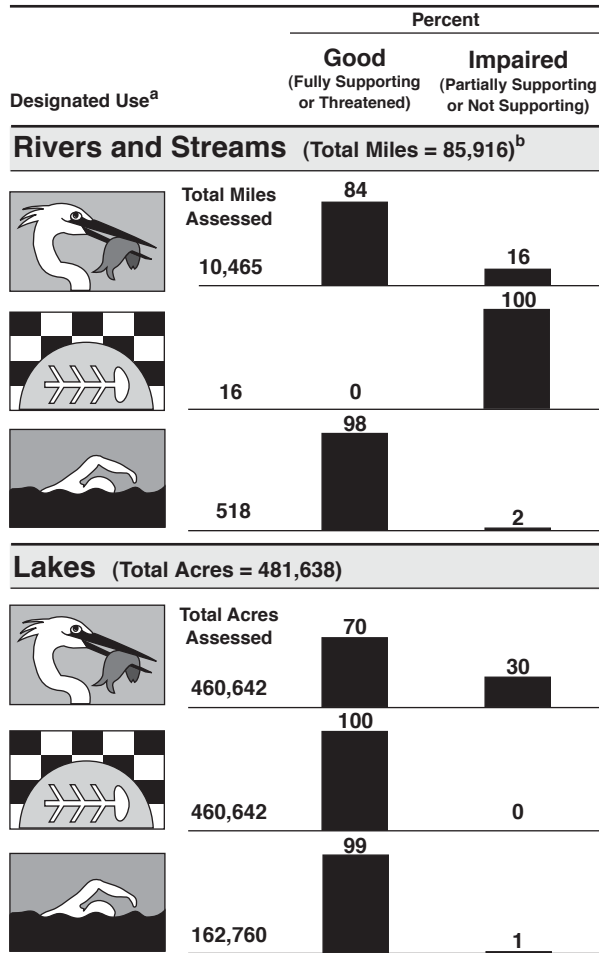 Percent
Good
(Fully Supporting
or Threatened)
Impaired
(Partially Supporting
or Not Supporting)
Designated Useᵃ
Rivers and Streams (Total Miles = 85,916)ᵇ
Total Miles
Assessed
84
10,465
16
100
16
0
98
518
2
Lakes (Total Acres = 481,638)
Total Acres
Assessed
70
30
460,642
100
460,642
0
99
162,760
1